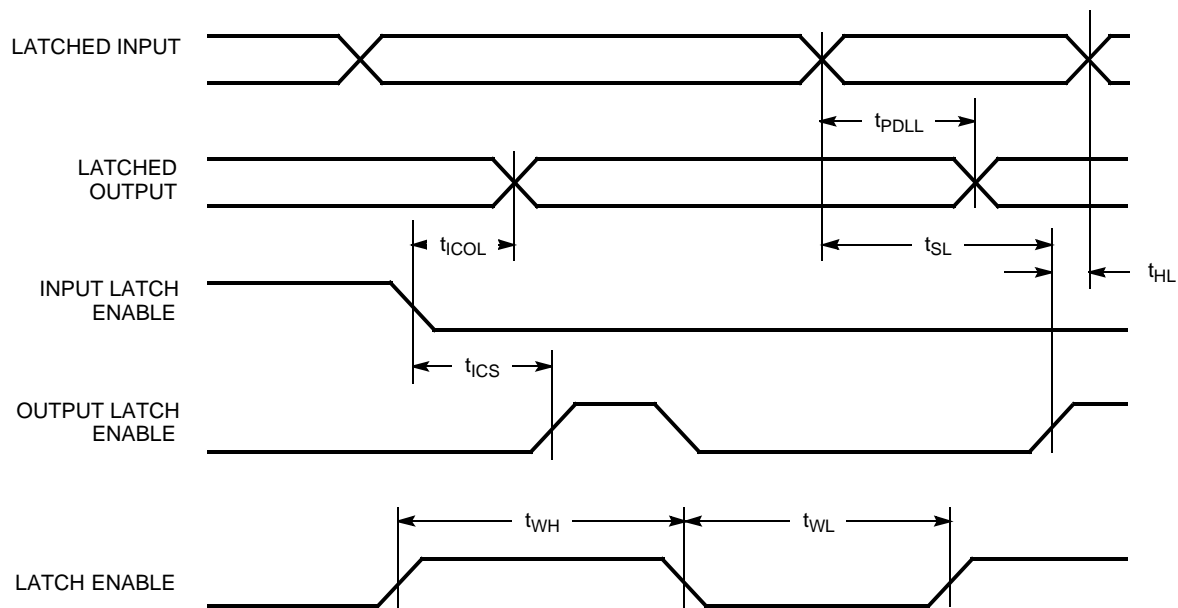 LATCHED INPUT
tPDLL
LATCHED
OUTPUT
tICOL
tSL
tHL
INPUT LATCH
ENABLE
tICS
OUTPUT LATCH
ENABLE
tWH
tWL
LATCH ENABLE